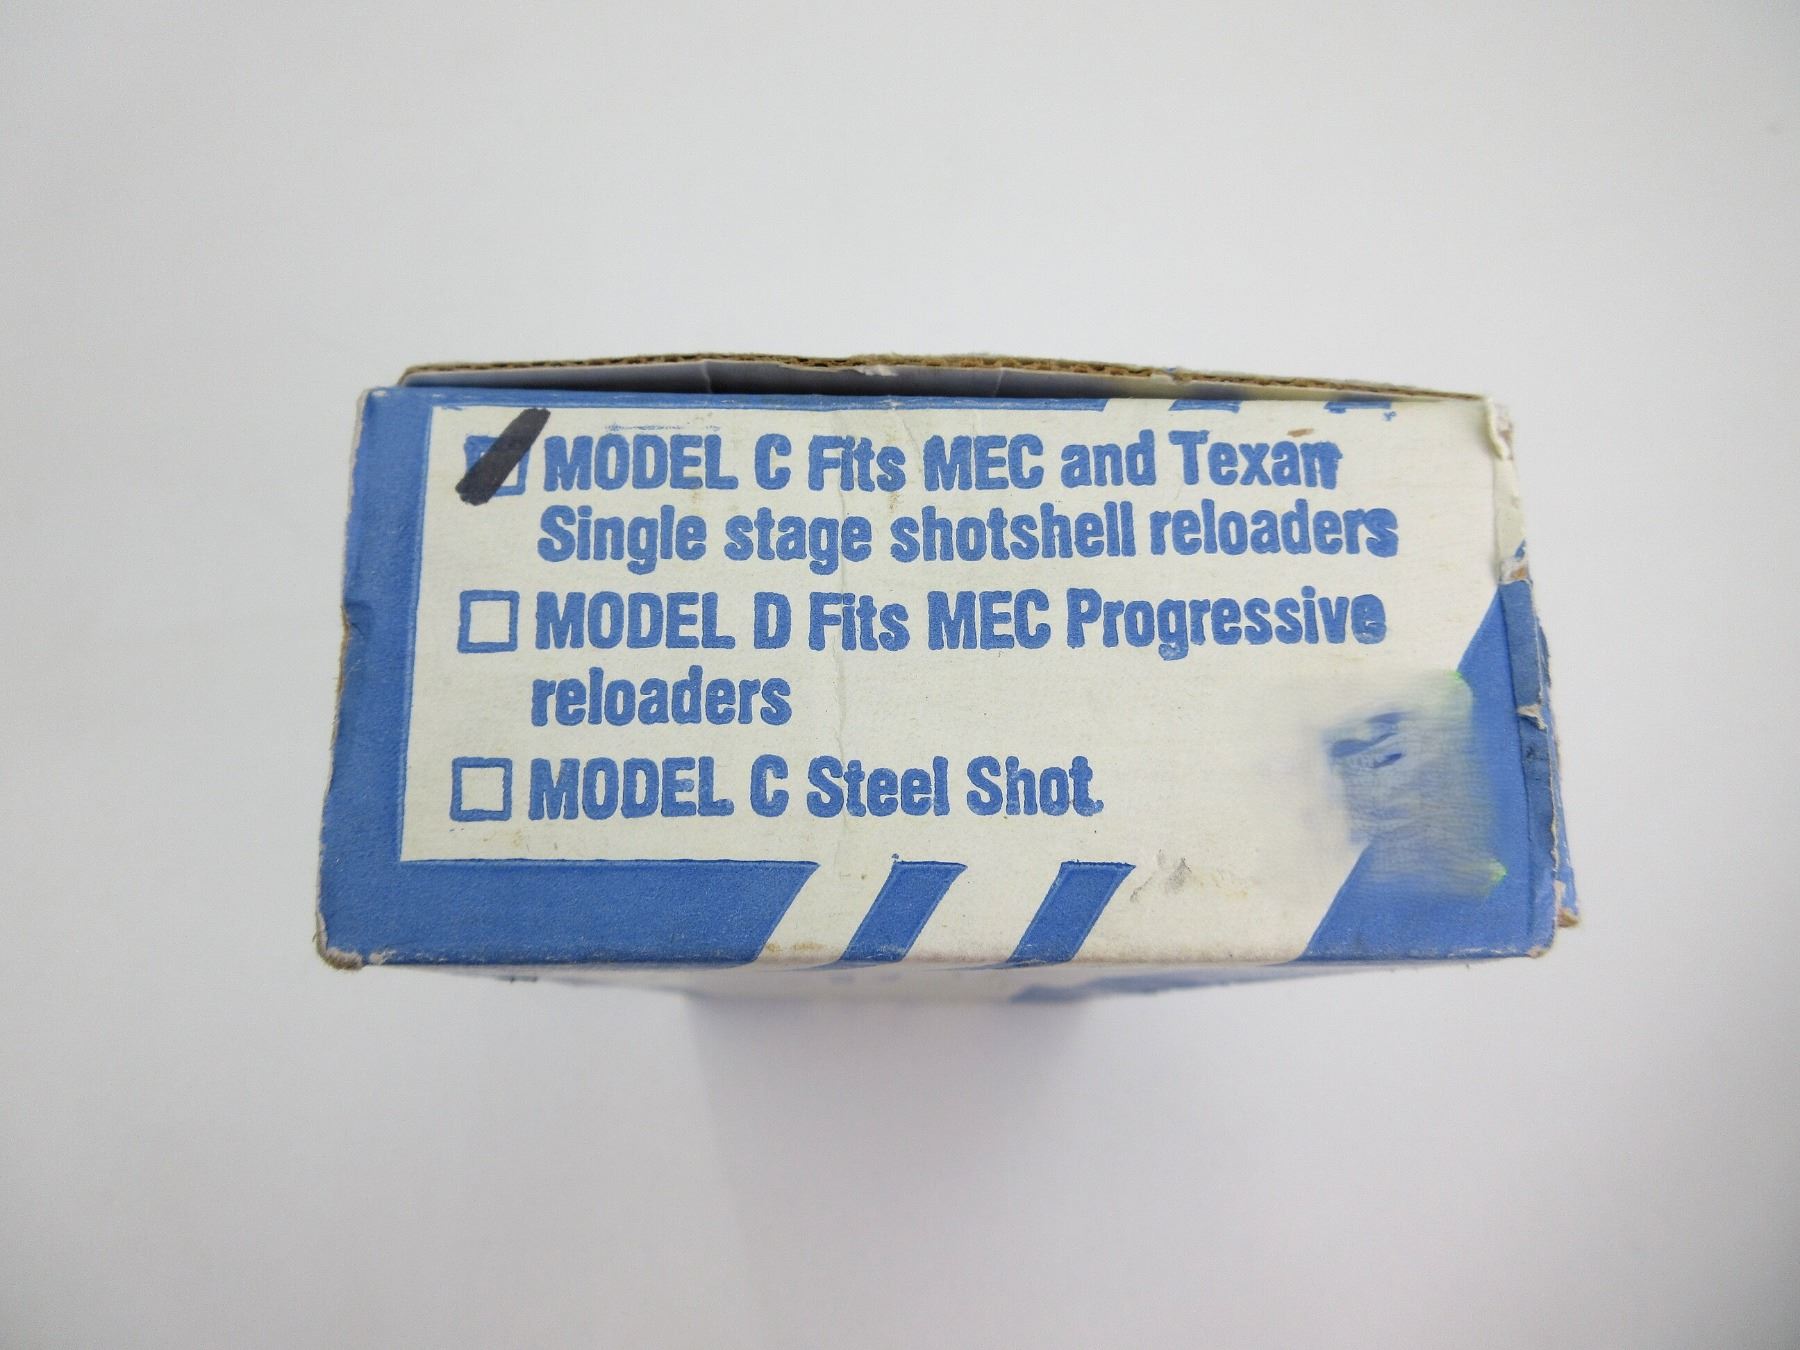 MODEL C Fits MEC and Texan
Single stage shotshell reloaders
MODEL D Fits MEC Progressive
reloaders
MODEL C Steel Shot